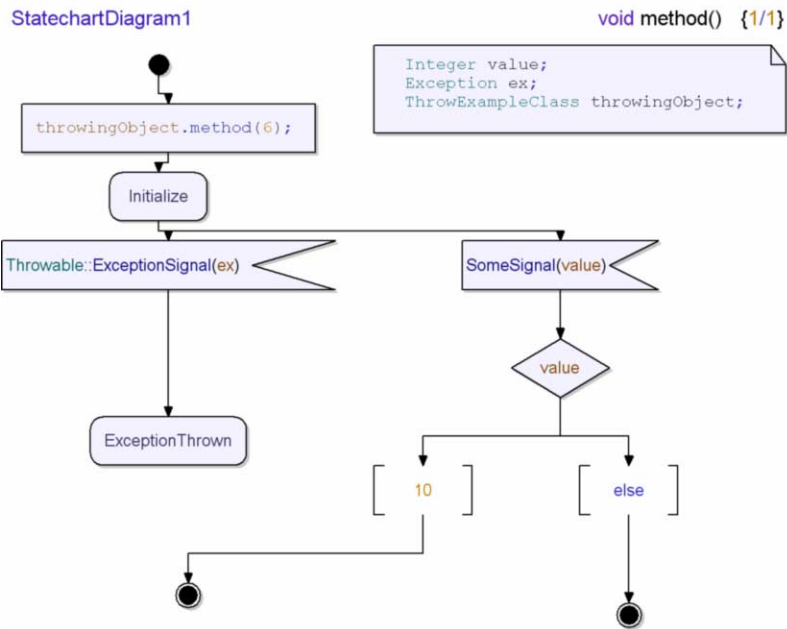 StatechartDiagram1
void method() {1/1}
Integer value;
Exception ex;
ThrowExampleClass throwingObject;
throwingObject.method(6);
Initialize
Throwable::ExceptionSignal(ex)
SomeSignal(value)
value
ExceptionThrown
10
else